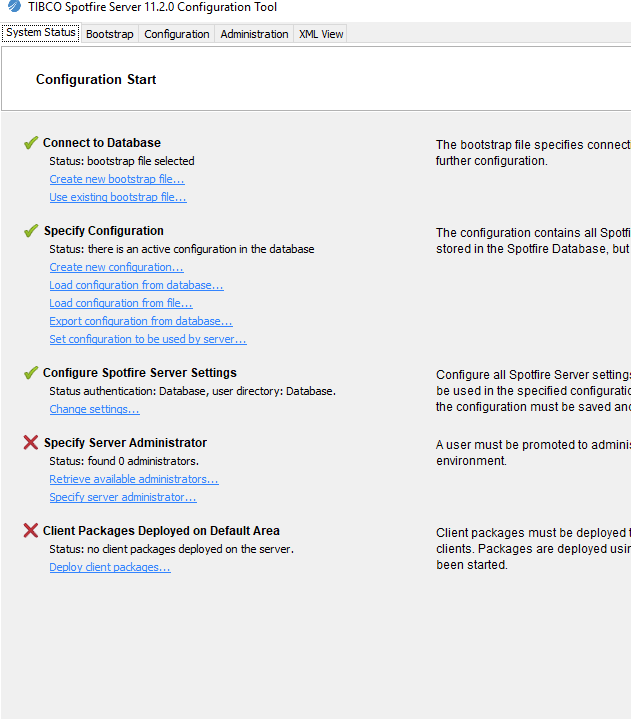 TIBCO Spotfire Server 11.2.0 Configuration Tool
System Status Bootstrap Configuration Administration XML View
Configuration Start
Connect to Database
Status: bootstrap file selected
Create new bootstrap file...
Use existing bootstrap file...
The bootstrap file specifies connecti
further configuration.
Specify Configuration
Status: there is an active configuration in the database
Create new configuration...
Load configuration from database...
Load configuration from file...
Export configuration from database...
Set configuration to be used by server...
The configuration contains all Spotfi
stored in the Spotfire Database, but
Configure Spotfire Server Settings
Status authentication: Database, user directory: Database.
Change settings...
Configure all Spotfire Server settings
be used in the specified configuratio
the configuration must be saved and
Specify Server Administrator
Status: found 0 administrators.
Retrieve available administrators...
Specify server administrator...
A user must be promoted to adminis
environment.
Client Packages Deployed on Default Area
Status: no client packages deployed on the server.
Deploy client packages...
Client packages must be deployed t
clients. Packages are deployed usin
been started.